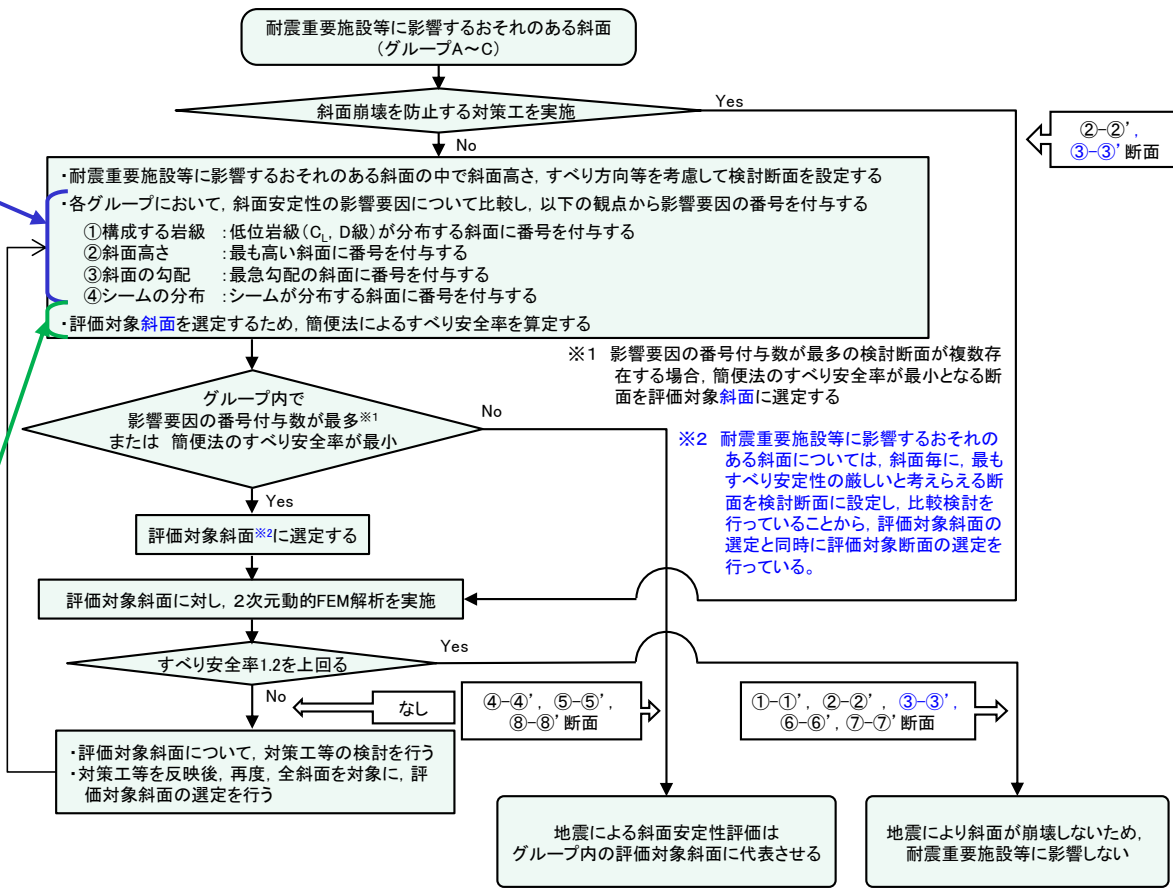 耐震重要施設等に影響するおそれのある斜面
(グループA～C)
斜面崩壊を防止する対策工を実施
Yes
No
②-②’,
③-③’断面
・耐震重要施設等に影響するおそれのある斜面の中で斜面高さ, すべり方向等を考慮して検討断面を設定する
・各グループにおいて, 斜面安定性の影響要因について比較し, 以下の観点から影響要因の番号を付与する
①構成する岩級 :低位岩級(CL, D級)が分布する斜面に番号を付与する
②斜面高さ :最も高い斜面に番号を付与する
③斜面の勾配 :最急勾配の斜面に番号を付与する
④シームの分布 :シームが分布する斜面に番号を付与する
・評価対象斜面を選定するため, 簡便法によるすべり安全率を算定する
※1 影響要因の番号付与数が最多の検討断面が複数存
在する場合, 簡便法のすべり安全率が最小となる断
面を評価対象斜面に選定する
グループ内で
影響要因の番号付与数が最多※1
または 簡便法のすべり安全率が最小
No
Yes
※2 耐震重要施設等に影響するおそれの
ある斜面については, 斜面毎に, 最も
すべり安定性の厳しいと考えらえる断
面を検討断面に設定し, 比較検討を
行っていることから, 評価対象斜面の
選定と同時に評価対象断面の選定を
行っている。
評価対象斜面※2に選定する
評価対象斜面に対し, 2次元動的FEM解析を実施
すべり安全率1.2を上回る
Yes
No
なし
④-④’, ⑤-⑤’,
⑧-⑧’断面
①-①’, ②-②’, ③-③’,
⑥-⑥’, ⑦-⑦’断面
・評価対象斜面について, 対策工等の検討を行う
・対策工等を反映後, 再度, 全斜面を対象に, 評
価対象斜面の選定を行う
地震による斜面安定性評価は
グループ内の評価対象斜面に代表させる
地震により斜面が崩壊しないため,
耐震重要施設等に影響しない